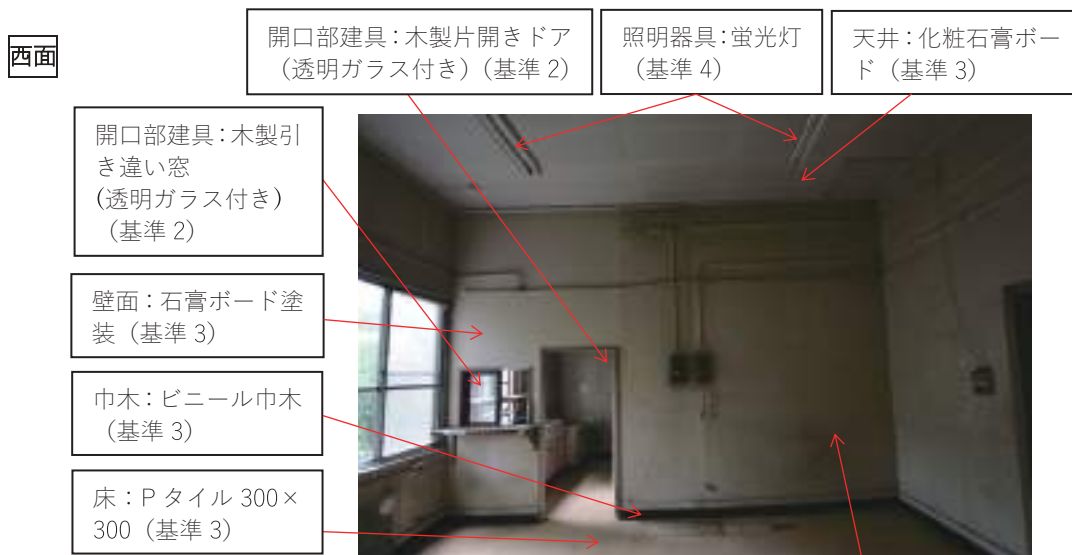 西面
開口部建具：木製片開きドア
（透明ガラス付き）（基準 2）
照明器具：蛍光灯
（基準 4）
天井：化粧石膏ボー
ド（基準 3）
開口部建具：木製引
き違い窓
(透明ガラス付き)
（基準 2）
壁面：石膏ボード塗
装（基準 3）
巾木：ビニール巾木
（基準 3）
床：P タイル 300×
300（基準 3）